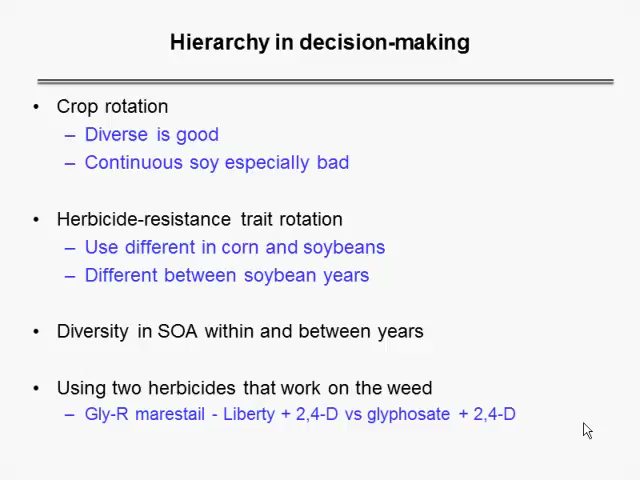 Hierarchy in decision-making
• Crop rotation
– Diverse is good
– Continuous soy especially bad
• Herbicide-resistance trait rotation
– Use different in corn and soybeans
– Different between soybean years
• Diversity in SOA within and between years
• Using two herbicides that work on the weed
– Gly-R marestail - Liberty + 2,4-D vs glyphosate + 2,4-D